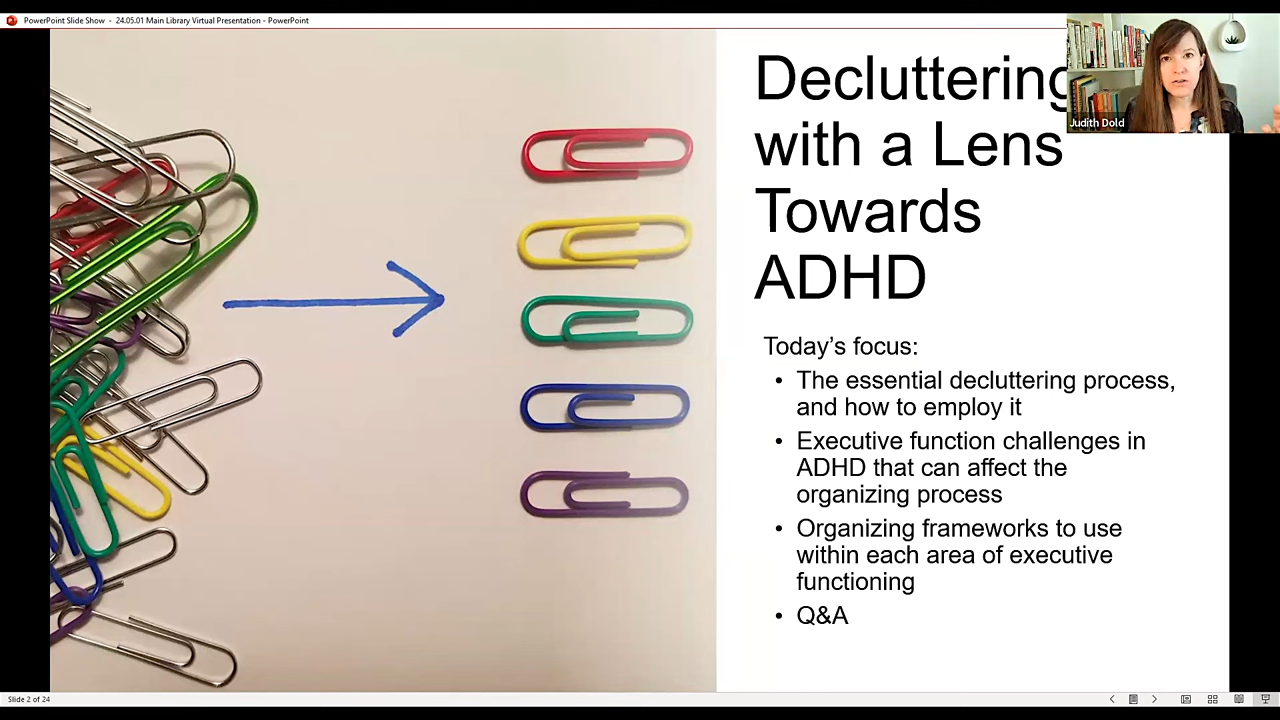 PowerPoint Slide Show - 24.05.01 Main Library Virtual Presentation - PowerPoint
Decluttering
with a Lens
Towards
ADHD
Judith Dold
Today’s focus:
• The essential decluttering process,
and how to employ it
• Executive function challenges in
ADHD that can affect the
organizing process
• Organizing frameworks to use
within each area of executive
functioning
• Q&A
Slide 2 of 24